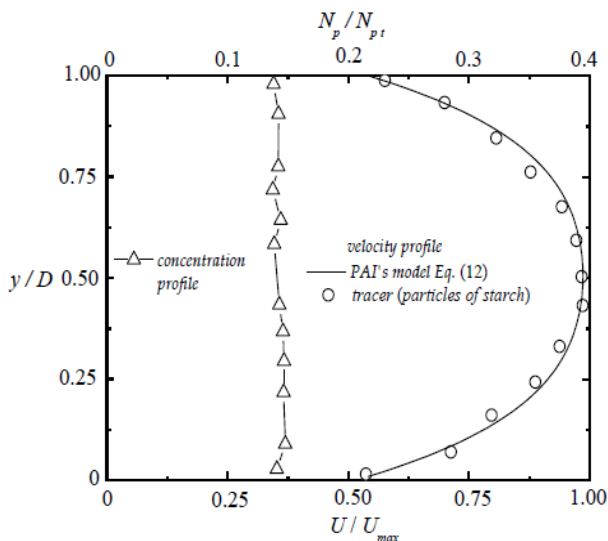 N_p / N_pt
0 0.1 0.2 0.3 0.4
1.00
0.75
0.50
0.25
0
y / D
concentration
profile
velocity profile
PAI's model Eq. (12)
tracer (particles of starch)
0 0.25 0.50 0.75 1.00
U / U_max